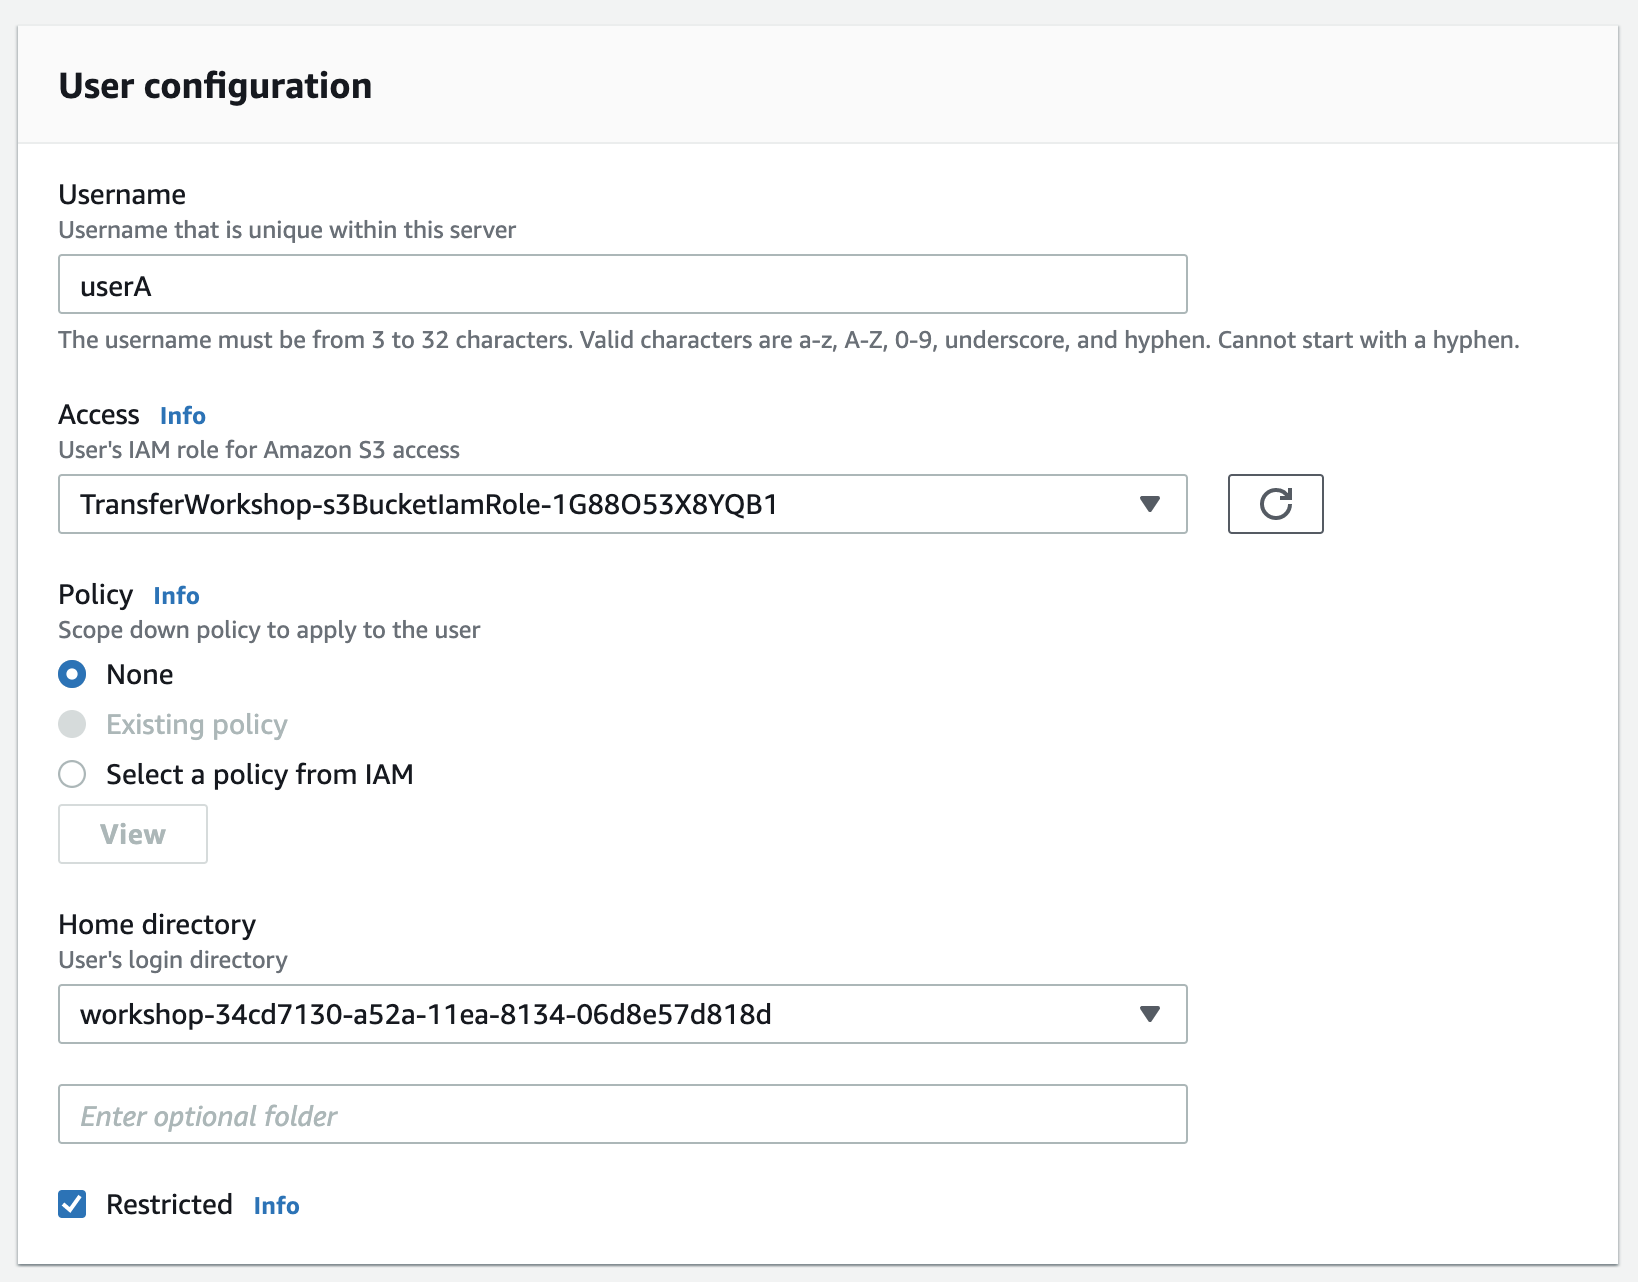 User configuration
Username
Username that is unique within this server
userA
The username must be from 3 to 32 characters. Valid characters are a-z, A-Z, 0-9, underscore, and hyphen. Cannot start with a hyphen.
Access Info
User's IAM role for Amazon S3 access
TransferWorkshop-s3BucketIamRole-1G88O53X8YQB1
Policy Info
Scope down policy to apply to the user
None
Existing policy
Select a policy from IAM
View
Home directory
User's login directory
workshop-34cd7130-a52a-11ea-8134-06d8e57d818d
Enter optional folder
Restricted Info